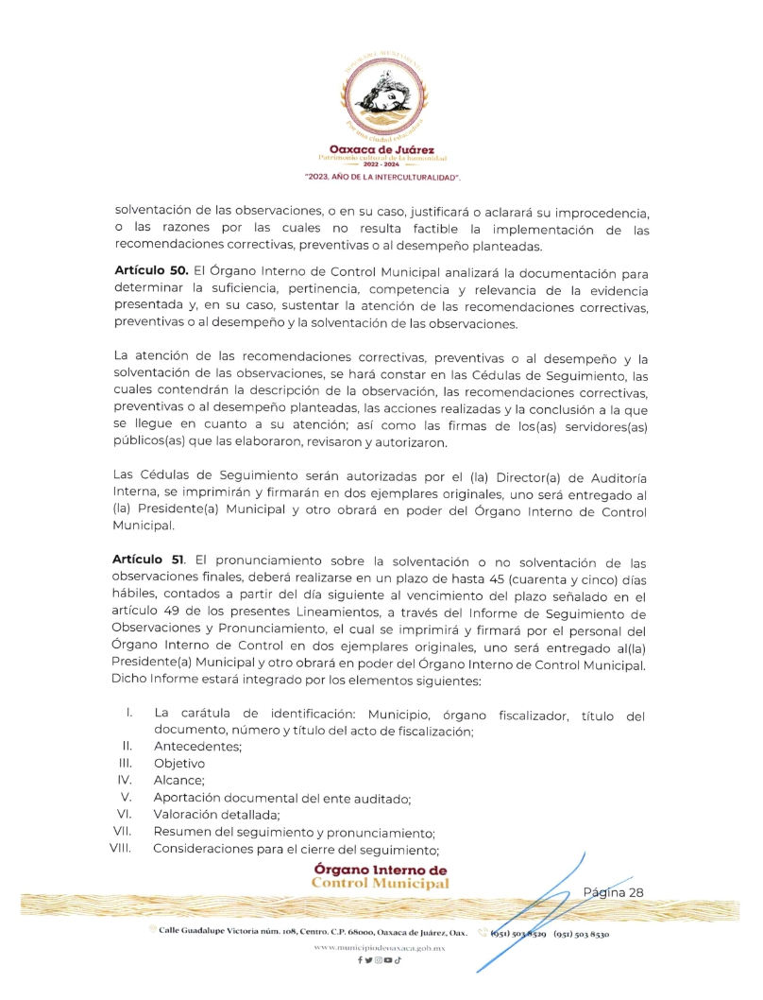 HONORABLE AYUNTAMIENTO
Por una ciudad educadora
Oaxaca de Juárez
Patrimonio cultural de la humanidad
2022 - 2024
"2023, AÑO DE LA INTERCULTURALIDAD".
solventación de las observaciones, o en su caso, justificará o aclarará su improcedencia,
o las razones por las cuales no resulta factible la implementación de las
recomendaciones correctivas, preventivas o al desempeño planteadas.
Artículo 50. El Órgano Interno de Control Municipal analizará la documentación para
determinar la suficiencia, pertinencia, competencia y relevancia de la evidencia
presentada y, en su caso, sustentar la atención de las recomendaciones correctivas,
preventivas o al desempeño y la solventación de las observaciones.
La atención de las recomendaciones correctivas, preventivas o al desempeño y la
solventación de las observaciones, se hará constar en las Cédulas de Seguimiento, las
cuales contendrán la descripción de la observación, las recomendaciones correctivas,
preventivas o al desempeño planteadas, las acciones realizadas y la conclusión a la que
se llegue en cuanto a su atención; así como las firmas de los(as) servidores(as)
públicos(as) que las elaboraron, revisaron y autorizaron.
Las Cédulas de Seguimiento serán autorizadas por el (la) Director(a) de Auditoría
Interna, se imprimirán y firmarán en dos ejemplares originales, uno será entregado al
(la) Presidente(a) Municipal y otro obrará en poder del Órgano Interno de Control
Municipal.
Artículo 51. El pronunciamiento sobre la solventación o no solventación de las
observaciones finales, deberá realizarse en un plazo de hasta 45 (cuarenta y cinco) días
hábiles, contados a partir del día siguiente al vencimiento del plazo señalado en el
artículo 49 de los presentes Lineamientos, a través del Informe de Seguimiento de
Observaciones y Pronunciamiento, el cual se imprimirá y firmará por el personal del
Órgano Interno de Control en dos ejemplares originales, uno será entregado al(la)
Presidente(a) Municipal y otro obrará en poder del Órgano Interno de Control Municipal.
Dicho Informe estará integrado por los elementos siguientes:
I. La carátula de identificación: Municipio, órgano fiscalizador, título del
documento, número y título del acto de fiscalización;
II. Antecedentes;
III. Objetivo
IV. Alcance;
V. Aportación documental del ente auditado;
VI. Valoración detallada;
VII. Resumen del seguimiento y pronunciamiento;
VIII. Consideraciones para el cierre del seguimiento;
Órgano Interno de
Control Municipal
Página 28
Calle Guadalupe Victoria núm. 108, Centro. C.P. 68000, Oaxaca de Juárez, Oax. (951) 503 8529 (951) 503 8530
www.municipiodeoaxaca.gob.mx